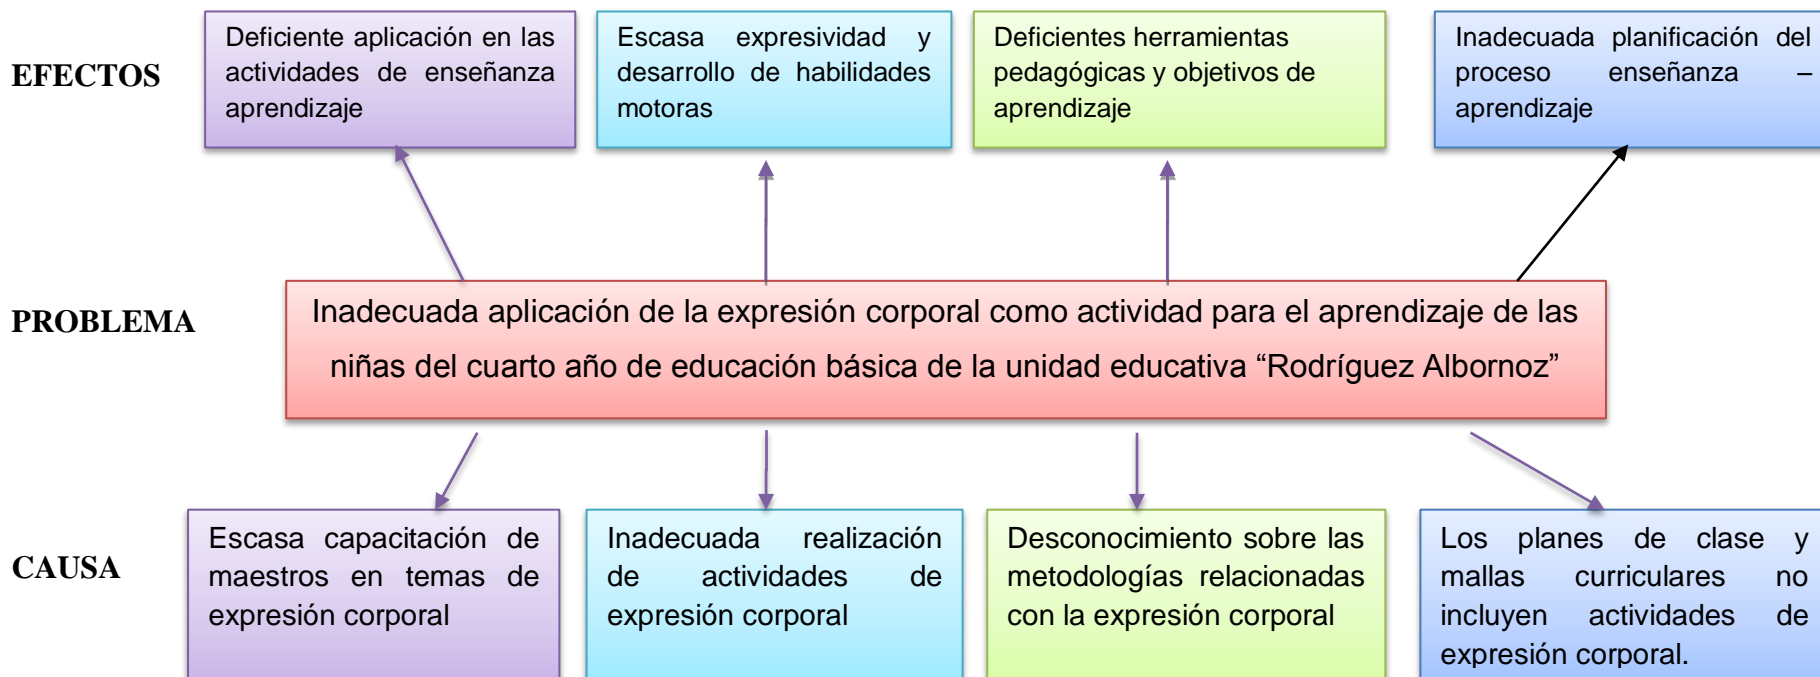 EFECTOS
Deficiente aplicación en las
actividades de enseñanza
aprendizaje
Escasa expresividad y
desarrollo de habilidades
motoras
Deficientes herramientas
pedagógicas y objetivos de
aprendizaje
Inadecuada planificación del
proceso enseñanza –
aprendizaje
PROBLEMA
Inadecuada aplicación de la expresión corporal como actividad para el aprendizaje de las
niñas del cuarto año de educación básica de la unidad educativa “Rodríguez Albornoz”
CAUSA
Escasa capacitación de
maestros en temas de
expresión corporal
Inadecuada realización
de actividades de
expresión corporal
Desconocimiento sobre las
metodologías relacionadas
con la expresión corporal
Los planes de clase y
mallas curriculares no
incluyen actividades de
expresión corporal.